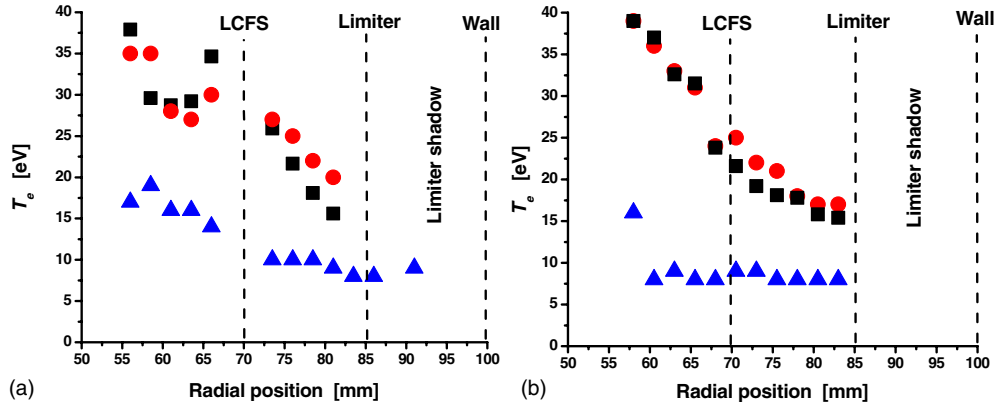 LCFS Limiter Wall
40
35
30
25
20
15
10
5
0
T_e [eV]
Limiter shadow
50 55 60 65 70 75 80 85 90 95 100
(a) Radial position [mm]
LCFS Limiter Wall
40
35
30
25
20
15
10
5
0
T_e [eV]
Limiter shadow
50 55 60 65 70 75 80 85 90 95 100
(b) Radial position [mm]